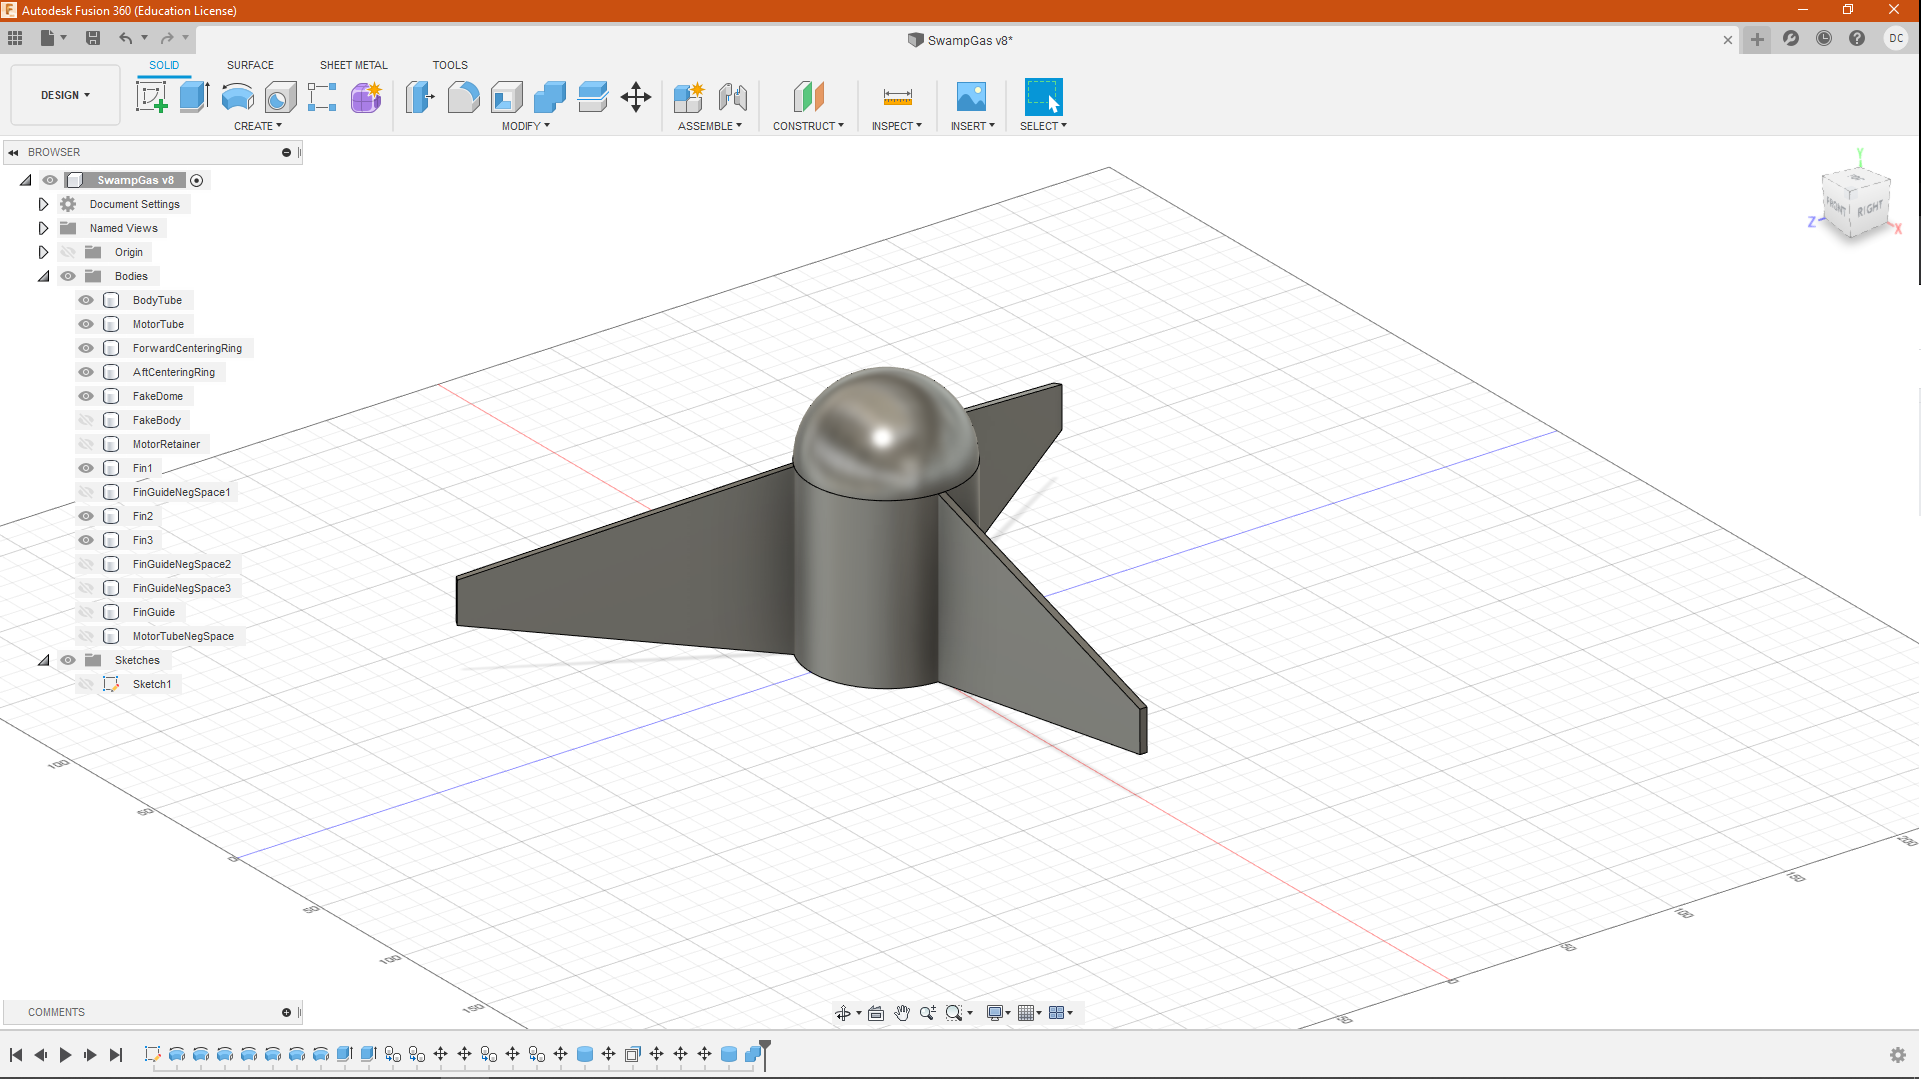 Autodesk Fusion 360 (Education License)
SwampGas v8*
DC
DESIGN
SOLID
SURFACE
SHEET METAL
TOOLS
CREATE
MODIFY
ASSEMBLE
CONSTRUCT
INSPECT
INSERT
SELECT
BROWSER
SwampGas v8
Document Settings
Named Views
Origin
Bodies
BodyTube
MotorTube
ForwardCenteringRing
AftCenteringRing
FakeDome
FakeBody
MotorRetainer
Fin1
FinGuideNegSpace1
Fin2
Fin3
FinGuideNegSpace2
FinGuideNegSpace3
FinGuide
MotorTubeNegSpace
Sketches
Sketch1
Y
FRONT
RIGHT
Z
X
100
50
0
50
100
150
200
150
100
50
0
50
COMMENTS